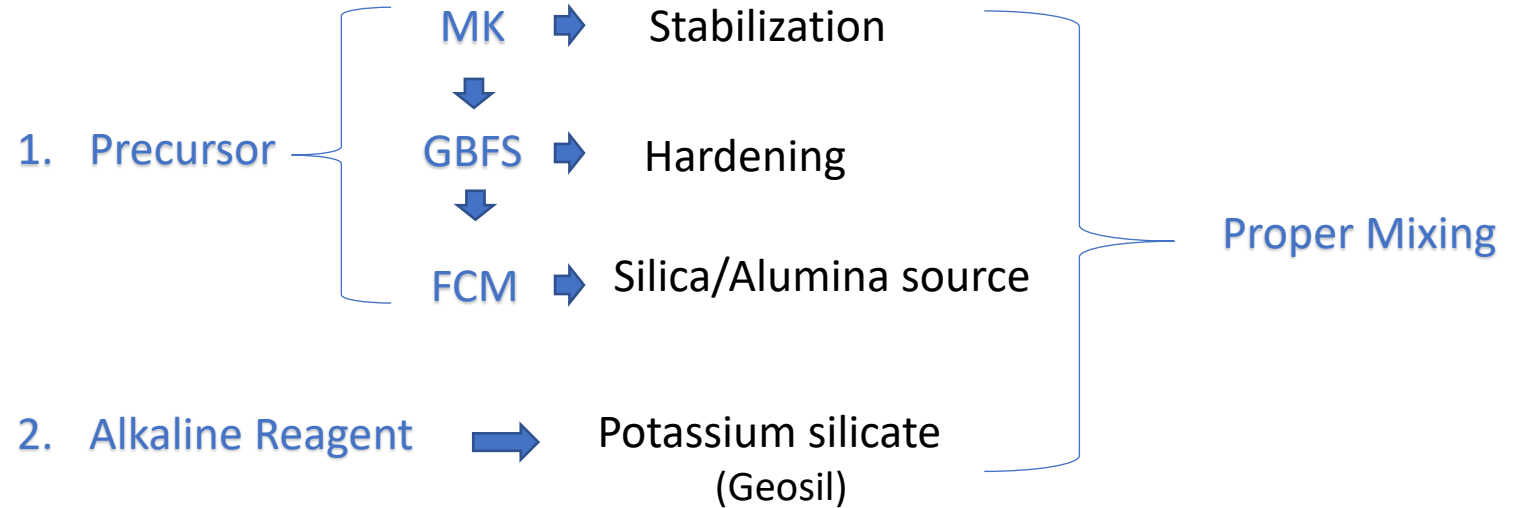 MK Stabilization
1. Precursor GBFS Hardening
FCM Silica/Alumina source
Proper Mixing
2. Alkaline Reagent Potassium silicate
(Geosil)